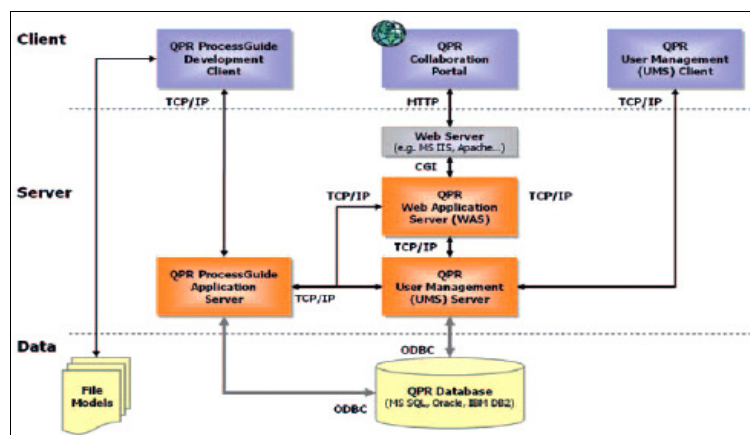 Client
QPR ProcessGuide
Development
Client
QPR
Collaboration
Portal
QPR
User Management
(UMS) Client
TCP/IP
HTTP
TCP/IP
Web Server
(e.g. MS IIS, Apache...)
CGI
Server
TCP/IP
QPR
Web Application
Server (WAS)
TCP/IP
TCP/IP
QPR ProcessGuide
Application
Server
TCP/IP
QPR
User Management
(UMS) Server
Data
ODBC
File
Models
ODBC
QPR Database
(MS SQL, Oracle, IBM DB2)